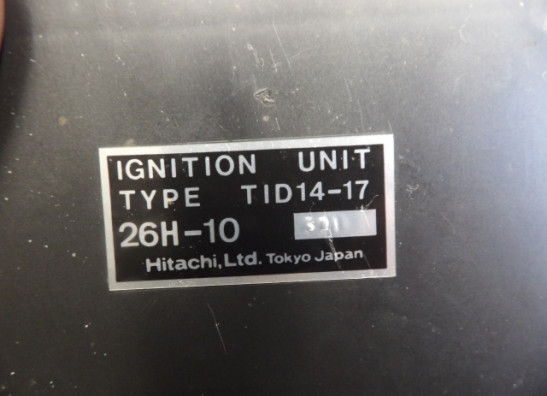 IGNITION UNIT
TYPE TID14-17
26H-10
Hitachi, Ltd. Tokyo Japan